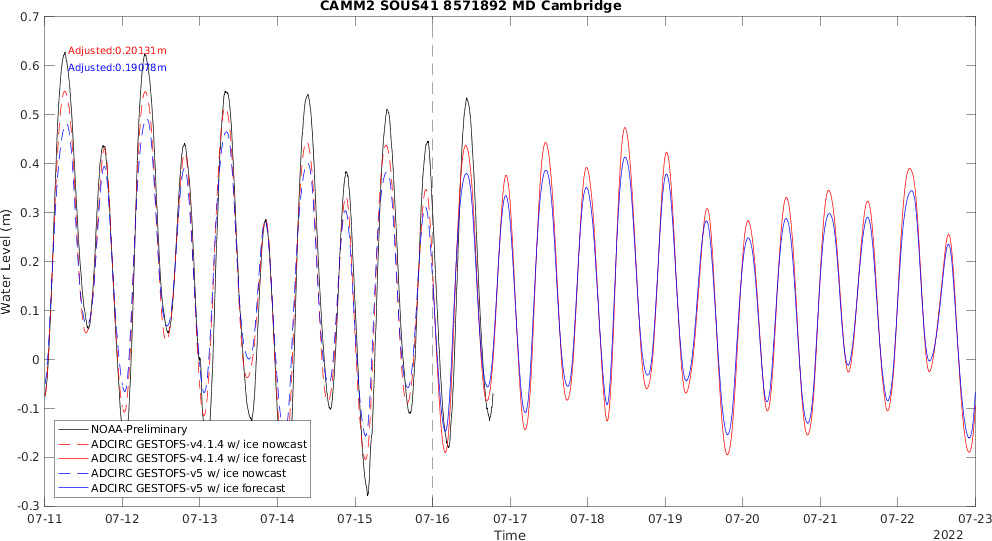 CAMM2 SOUS41 8571892 MD Cambridge
0.7
0.6
0.5
0.4
0.3
0.2
0.1
0
-0.1
-0.2
-0.3
Water Level (m)
Adjusted:0.20131m
Adjusted:0.19078m
NOAA-Preliminary
ADCIRC GESTOFS-v4.1.4 w/ ice nowcast
ADCIRC GESTOFS-v4.1.4 w/ ice forecast
ADCIRC GESTOFS-v5 w/ ice nowcast
ADCIRC GESTOFS-v5 w/ ice forecast
07-11 07-12 07-13 07-14 07-15 07-16 07-17 07-18 07-19 07-20 07-21 07-22 07-23
Time
2022